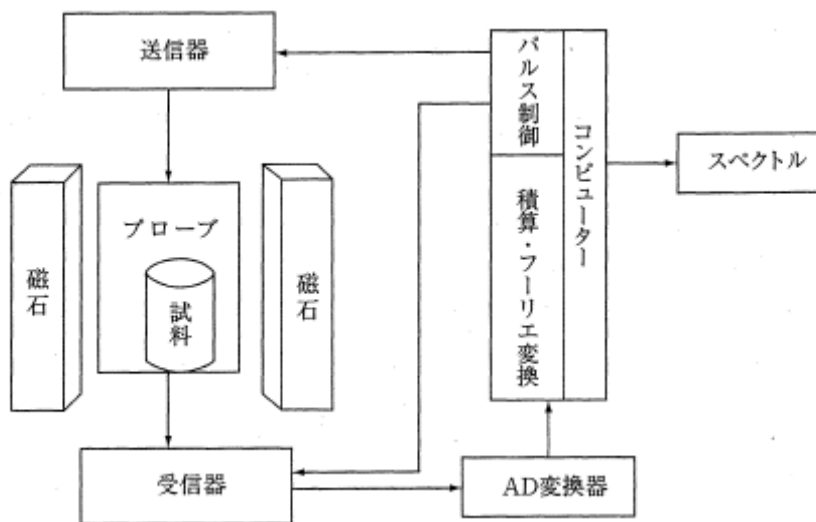 送信器
パルス制御
コンピューター
スペクトル
磁石
プローブ
試料
磁石
積算・フーリエ変換
受信器
AD変換器